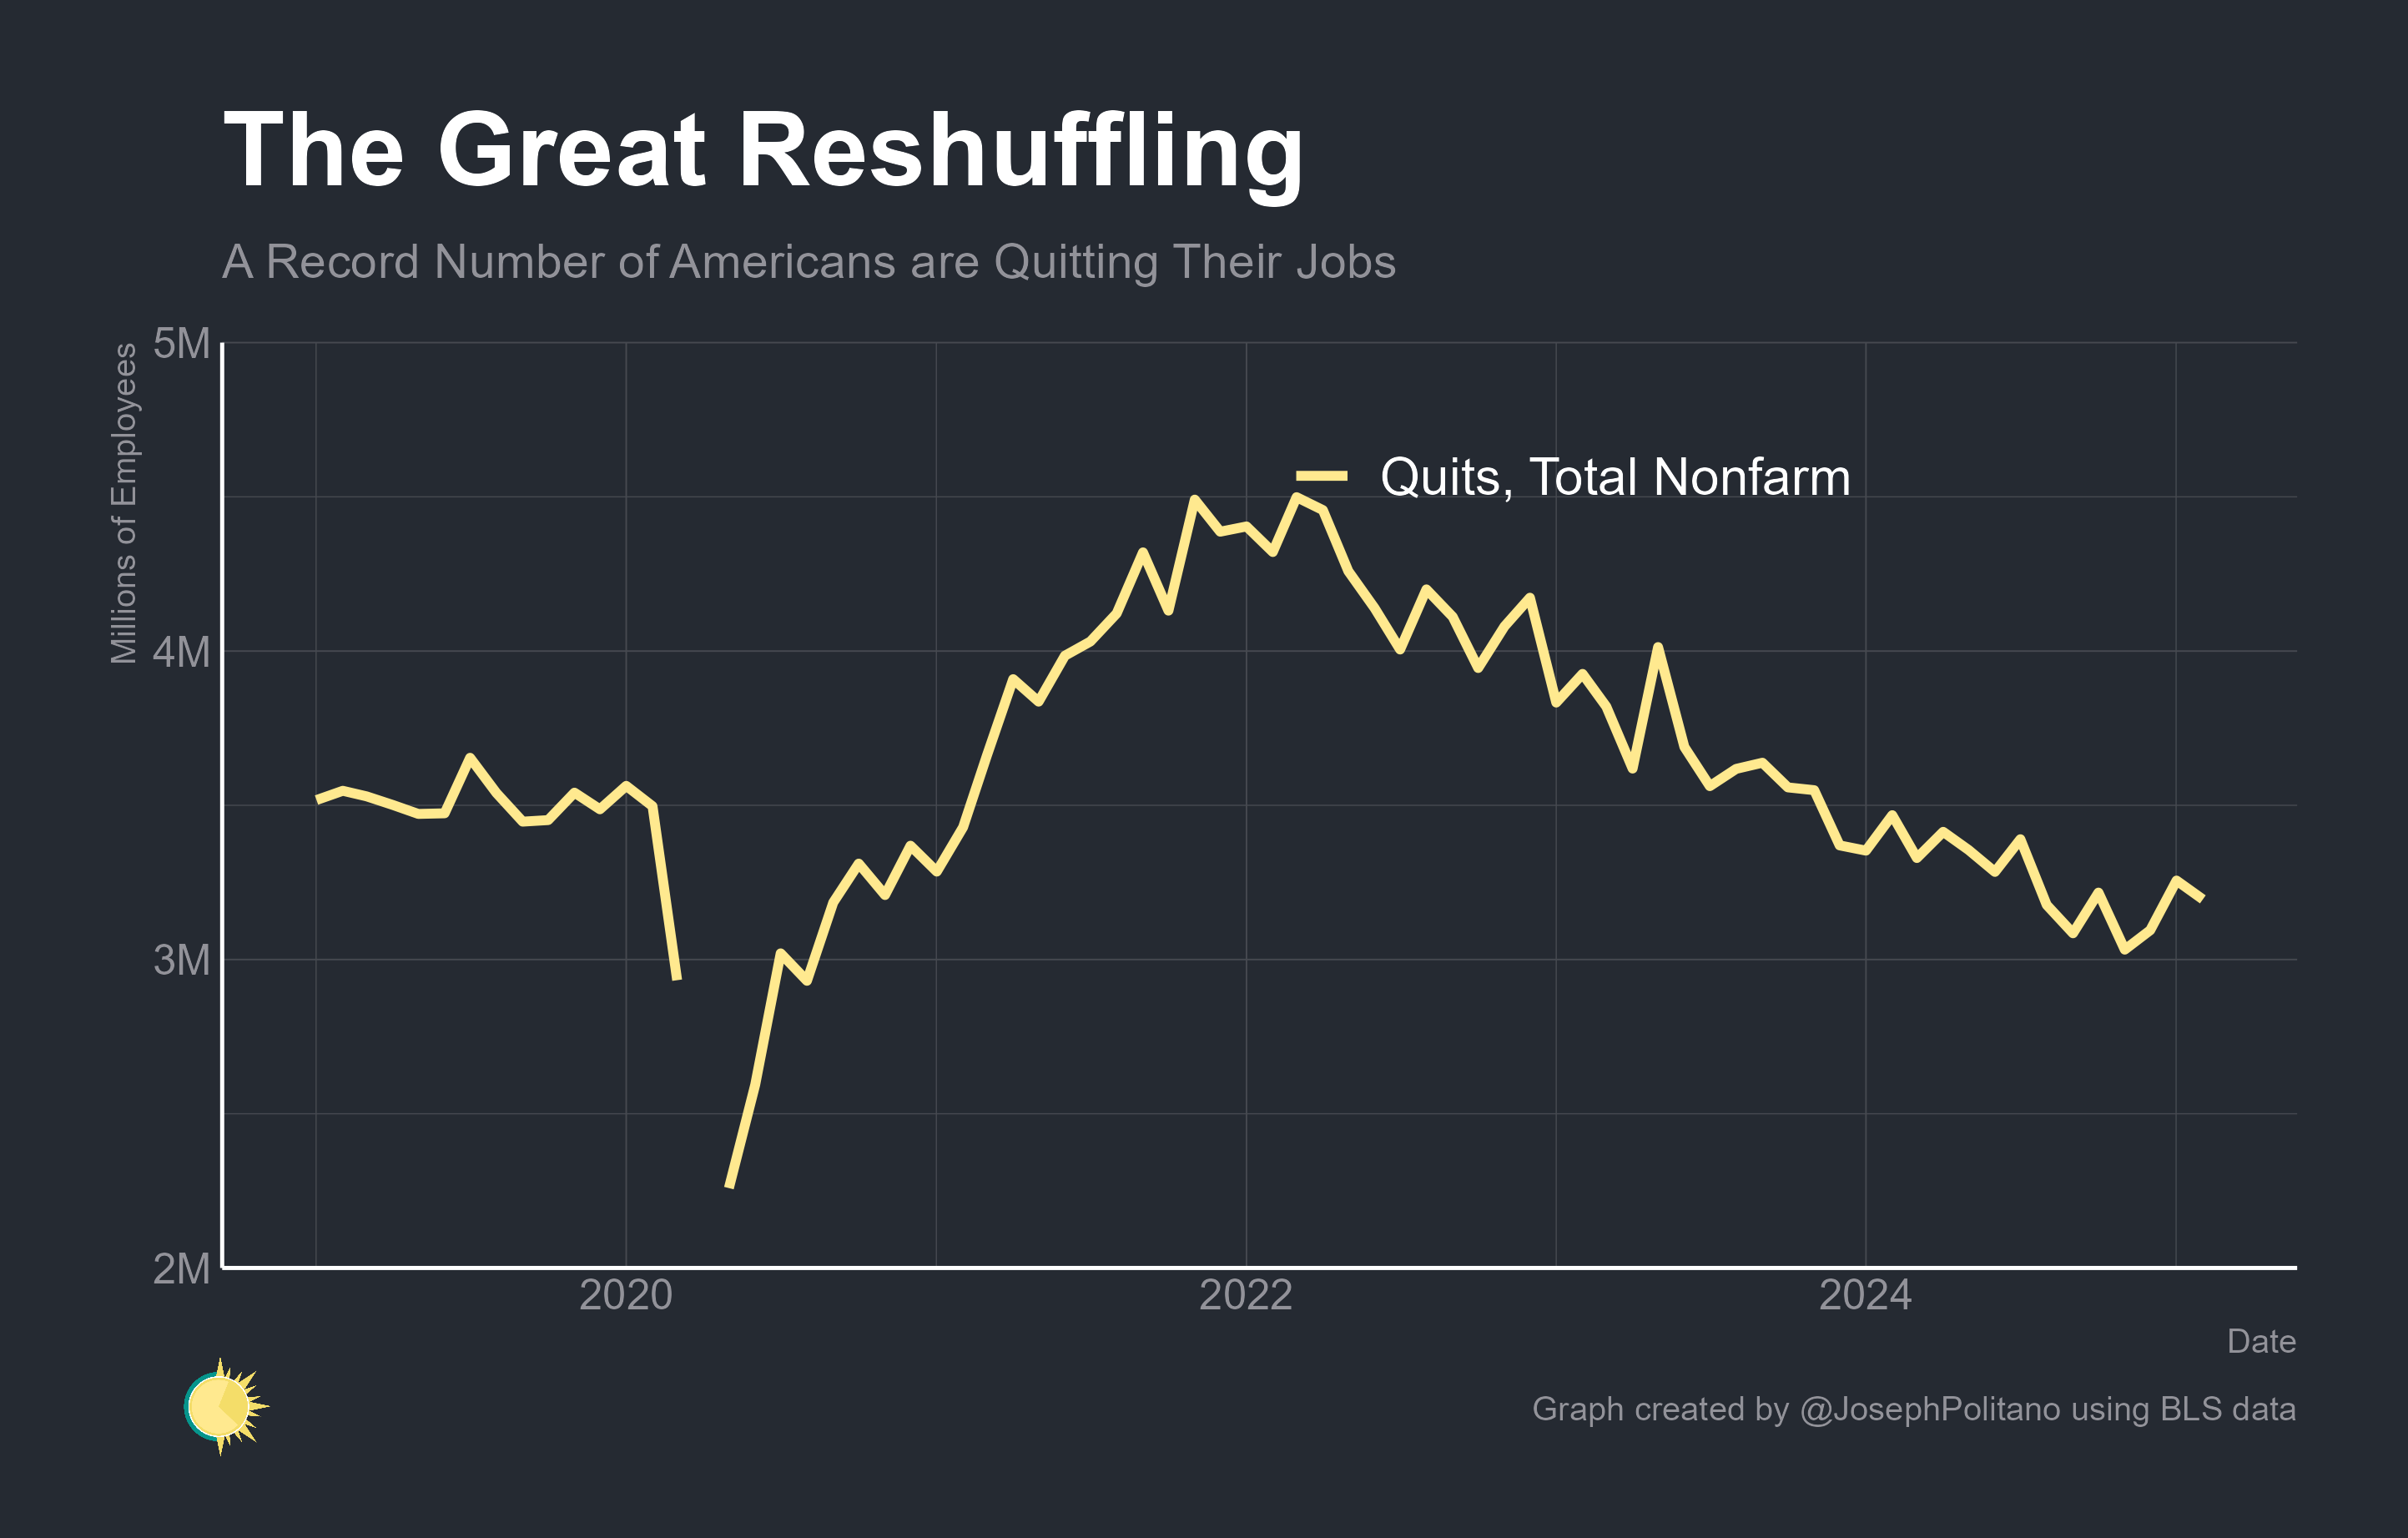 The Great Reshuffling
A Record Number of Americans are Quitting Their Jobs
Millions of Employees
5M
4M
3M
2M
Quits, Total Nonfarm
2020
2022
2024
Date
Graph created by @JosephPolitano using BLS data